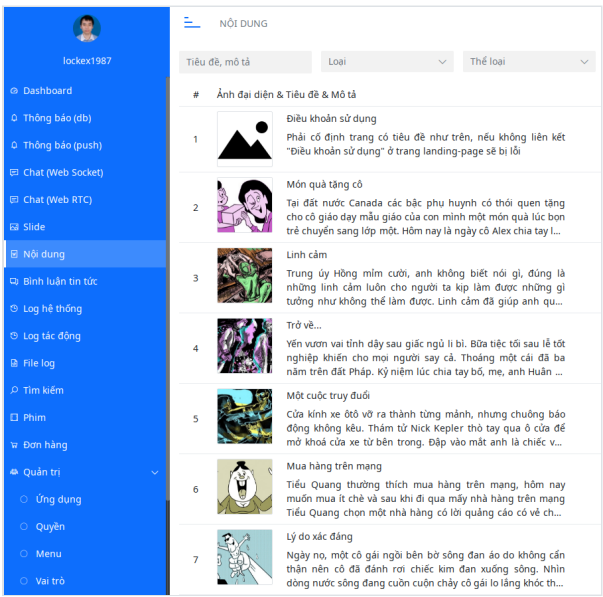 lockex1987
Dashboard
Thông báo (db)
Thông báo (push)
Chat (Web Socket)
Chat (Web RTC)
Slide
Nội dung
Bình luận tin tức
Log hệ thống
Log tác động
File log
Tìm kiếm
Phim
Đơn hàng
Quản trị
Ứng dụng
Quyền
Menu
Vai trò
NỘI DUNG
Tiêu đề, mô tả
Loại
Thể loại
# Ảnh đại diện & Tiêu đề & Mô tả
1
Điều khoản sử dụng
Phải cố định trang có tiêu đề như trên, nếu không liên kết
"Điều khoản sử dụng" ở trang landing-page sẽ bị lỗi
2
Món quà tặng cô
Tại đất nước Canada các bậc phụ huynh có thói quen tặng
cho cô giáo dạy mẫu giáo của con mình một món quà lúc bọn
trẻ chuyển sang lớp một. Hôm nay là ngày cô Alex chia tay l...
3
Linh cảm
Trung úy Hồng mỉm cười, anh không biết nói gì, đúng là
những linh cảm luôn cho người ta kịp làm được những gì
tưởng như không thể làm được. Linh cảm đã giúp anh qu...
4
Trở về...
Yến vươn vai tỉnh dậy sau giấc ngủ li bì. Bữa tiệc tối sau lễ tốt
nghiệp khiến cho mọi người say cả. Thoáng một cái đã ba
năm trên đất Pháp. Kỷ niệm lúc chia tay bố, mẹ, anh Huân ...
5
Một cuộc truy đuổi
Cửa kính xe ôtô vỡ ra thành từng mảnh, nhưng chuông báo
động không kêu. Thám tử Nick Kepler thò tay qua ô cửa để
mở khoá cửa xe từ bên trong. Đập vào mắt anh là chiếc v...
6
Mua hàng trên mạng
Tiểu Quang thường thích mua hàng trên mạng, hôm nay
muốn mua ít chè và sau khi đi qua mấy nhà hàng trên mạng
Tiểu Quang chọn một nhà hàng có lời quảng cáo có vẻ ch...
7
Lý do xác đáng
Ngày nọ, một cô gái ngồi bên bờ sông đan áo do không cẩn
thận nên cô đã đánh rơi chiếc kim đan xuống sông. Nhìn
dòng nước sông đang cuồn cuộn chảy cô gái lo lắng khóc th...